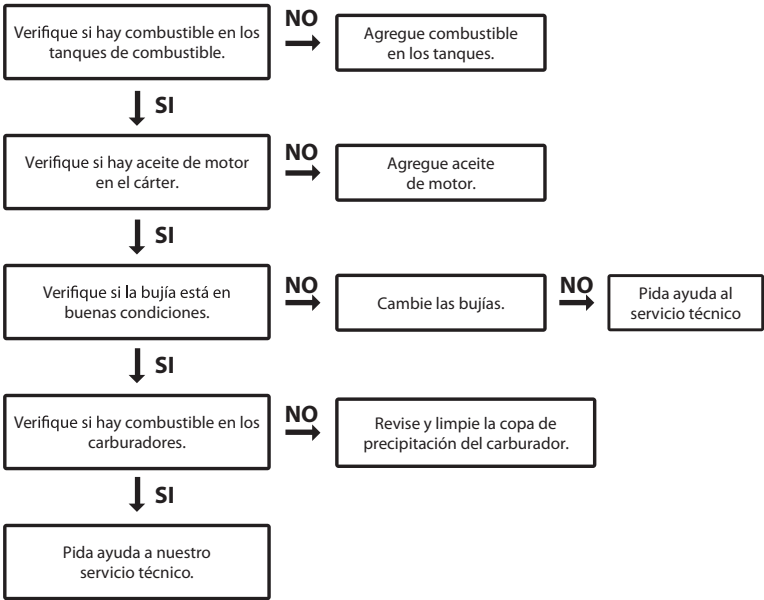 Verifique si hay combustible en los
tanques de combustible.
NO
Agregue combustible
en los tanques.
SI
Verifique si hay aceite de motor
en el cárter.
NO
Agregue aceite
de motor.
SI
Verifique si la bujía está en
buenas condiciones.
NO
Cambie las bujías.
NO
Pida ayuda al
servicio técnico
SI
Verifique si hay combustible en los
carburadores.
NO
Revise y limpie la copa de
precipitación del carburador.
SI
Pida ayuda a nuestro
servicio técnico.